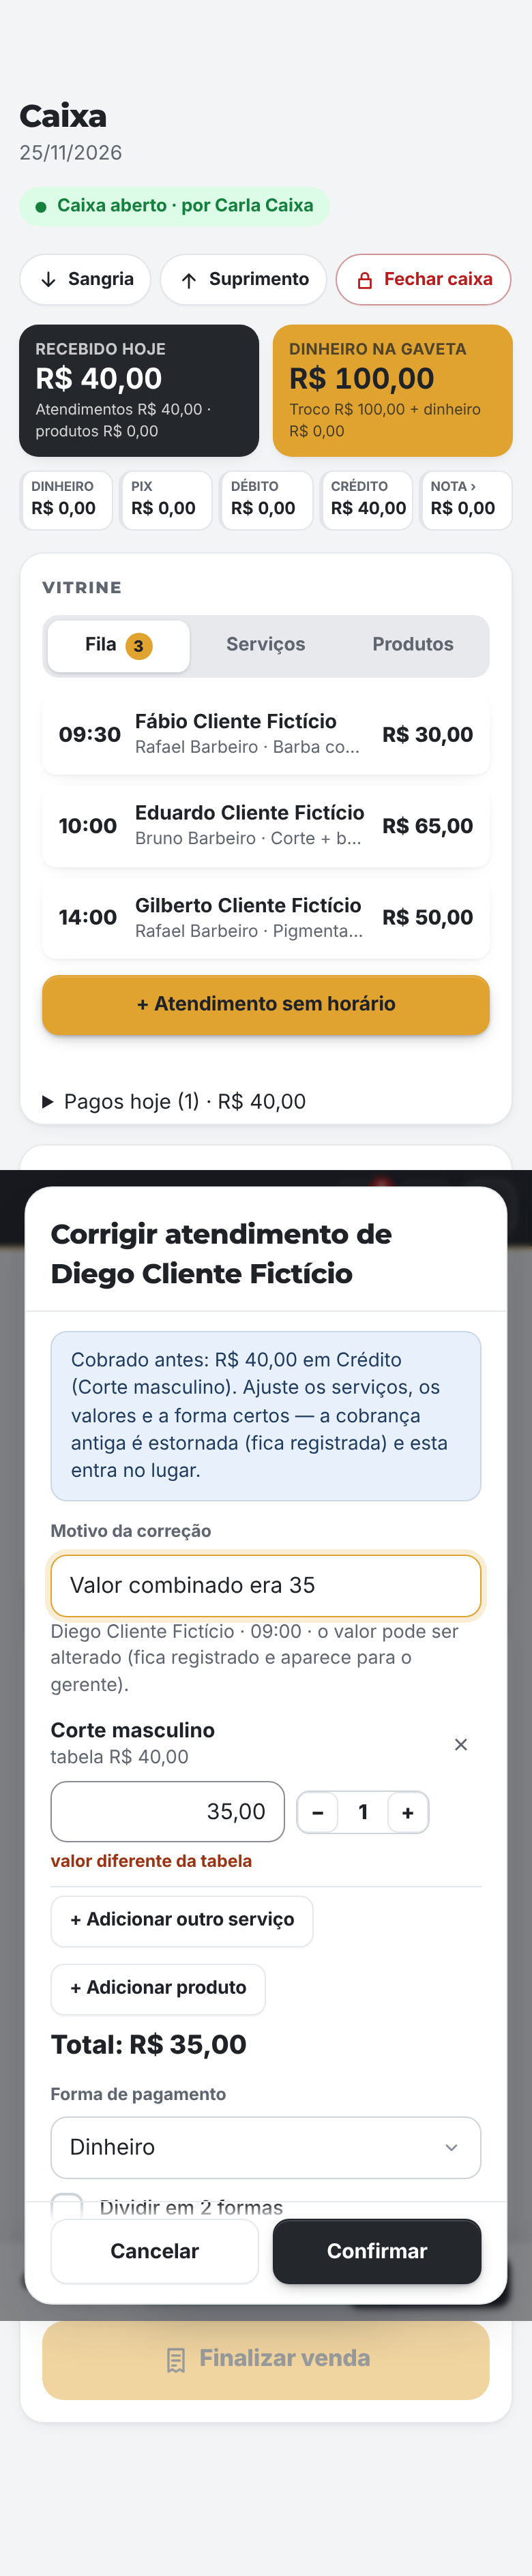 Caixa
25/11/2026
Caixa aberto · por Carla Caixa
↓ Sangria
↑ Suprimento
Fechar caixa
RECEBIDO HOJE
R$ 40,00
Atendimentos R$ 40,00 ·
produtos R$ 0,00
DINHEIRO NA GAVETA
R$ 100,00
Troco R$ 100,00 + dinheiro
R$ 0,00
DINHEIRO
R$ 0,00
PIX
R$ 0,00
DÉBITO
R$ 0,00
CRÉDITO
R$ 40,00
NOTA ›
R$ 0,00
VITRINE
Fila 3
Serviços
Produtos
09:30
Fábio Cliente Fictício
Rafael Barbeiro · Barba co...
R$ 30,00
10:00
Eduardo Cliente Fictício
Bruno Barbeiro · Corte + b...
R$ 65,00
14:00
Gilberto Cliente Fictício
Rafael Barbeiro · Pigmenta...
R$ 50,00
+ Atendimento sem horário
▶ Pagos hoje (1) · R$ 40,00
Corrigir atendimento de
Diego Cliente Fictício
Cobrado antes: R$ 40,00 em Crédito
(Corte masculino). Ajuste os serviços, os
valores e a forma certos — a cobrança
antiga é estornada (fica registrada) e esta
entra no lugar.
Motivo da correção
Valor combinado era 35
Diego Cliente Fictício · 09:00 · o valor pode ser
alterado (fica registrado e aparece para o
gerente).
Corte masculino
tabela R$ 40,00
×
35,00
− 1 +
valor diferente da tabela
+ Adicionar outro serviço
+ Adicionar produto
Total: R$ 35,00
Forma de pagamento
Dinheiro
Dividir em 2 formas
Cancelar
Confirmar
Finalizar venda